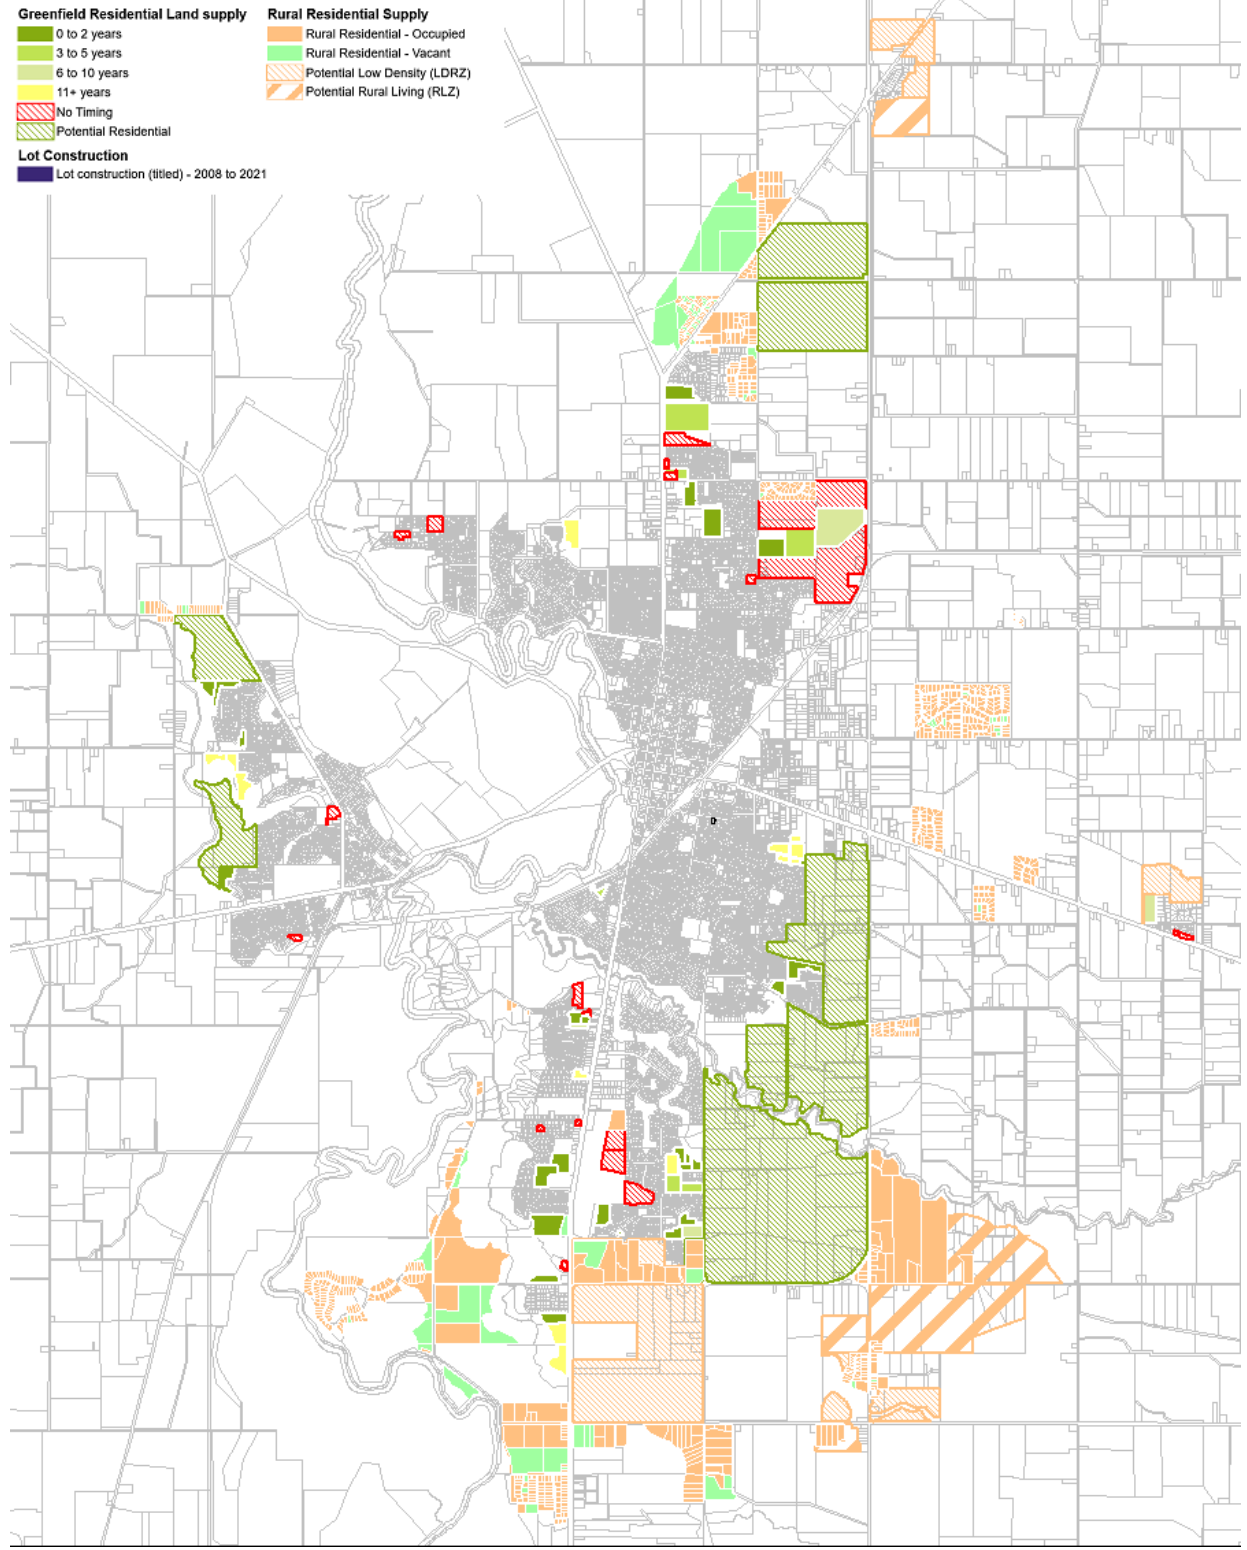 Greenfield Residential Land supply
0 to 2 years
3 to 5 years
6 to 10 years
11+ years
No Timing
Potential Residential
Lot Construction
Lot construction (titled) - 2008 to 2021
Rural Residential Supply
Rural Residential - Occupied
Rural Residential - Vacant
Potential Low Density (LDRZ)
Potential Rural Living (RLZ)